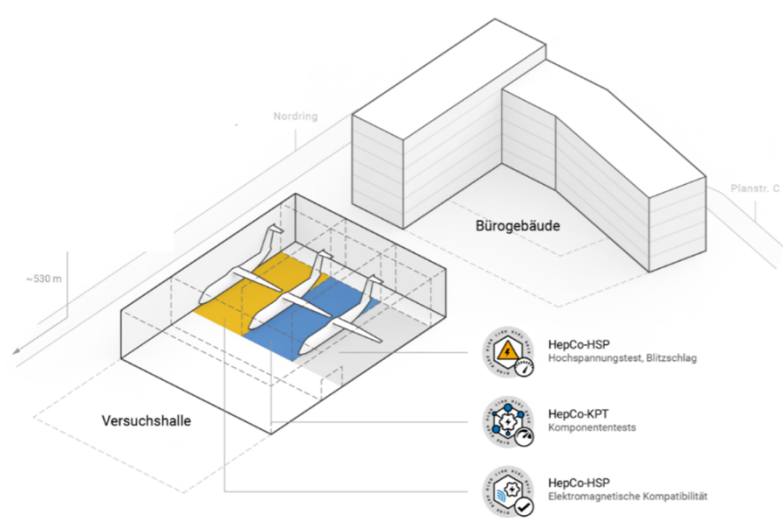 Nordring
Planstr. C
Bürogebäude
~530 m
HepCo-HSP
Hochspannungstest, Blitzschlag
Versuchshalle
HepCo-KPT
Komponententests
HepCo-HSP
Elektromagnetische Kompatibilität